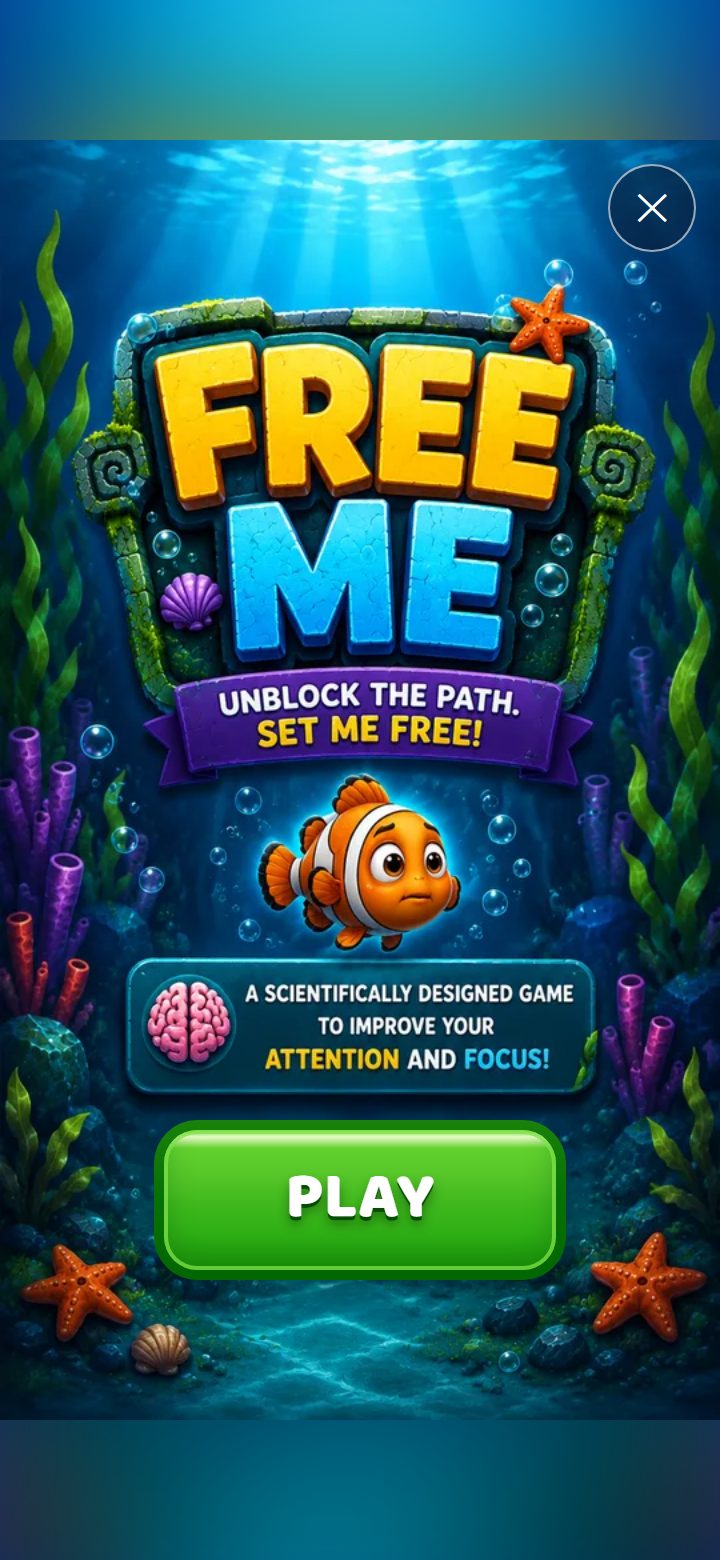 FREE
ME
UNBLOCK THE PATH.
SET ME FREE!
A SCIENTIFICALLY DESIGNED GAME
TO IMPROVE YOUR
ATTENTION AND FOCUS!
PLAY